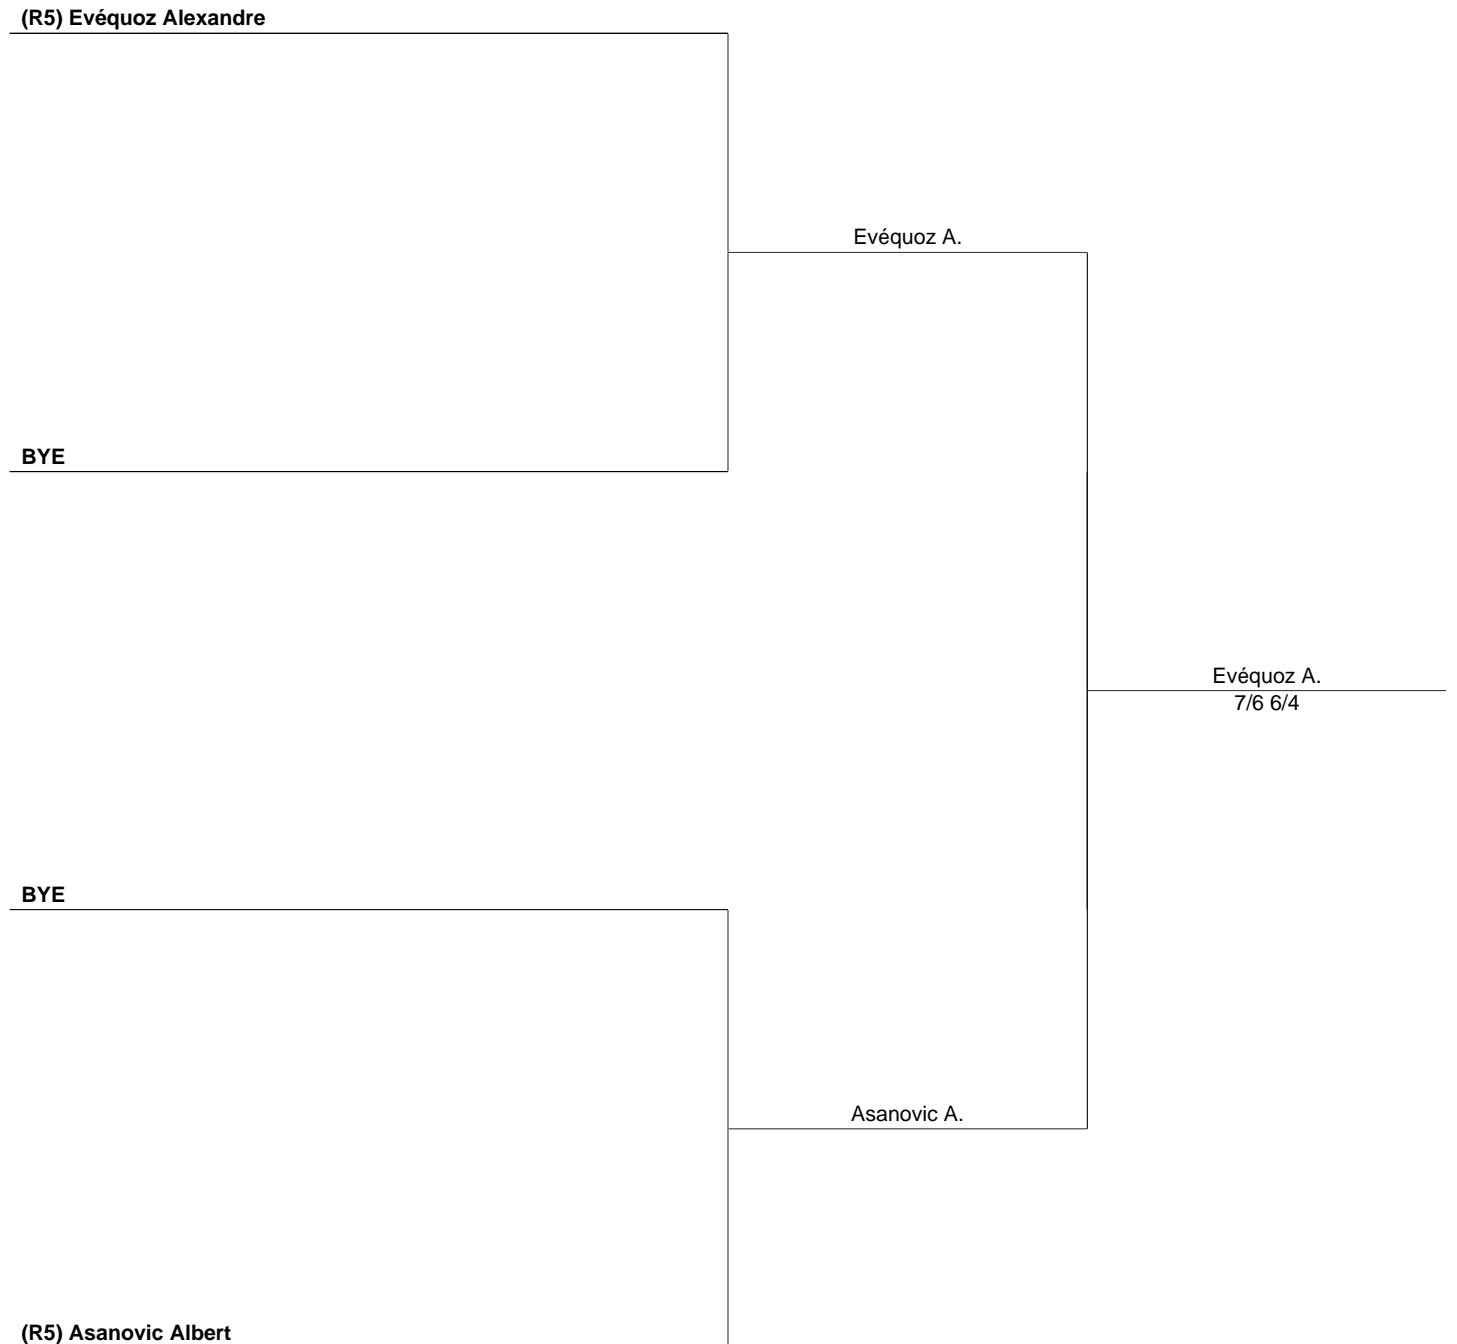 (R5) Evéquoz Alexandre
Evéquoz A.
BYE
Evéquoz A.
7/6 6/4
BYE
Asanovic A.
(R5) Asanovic Albert